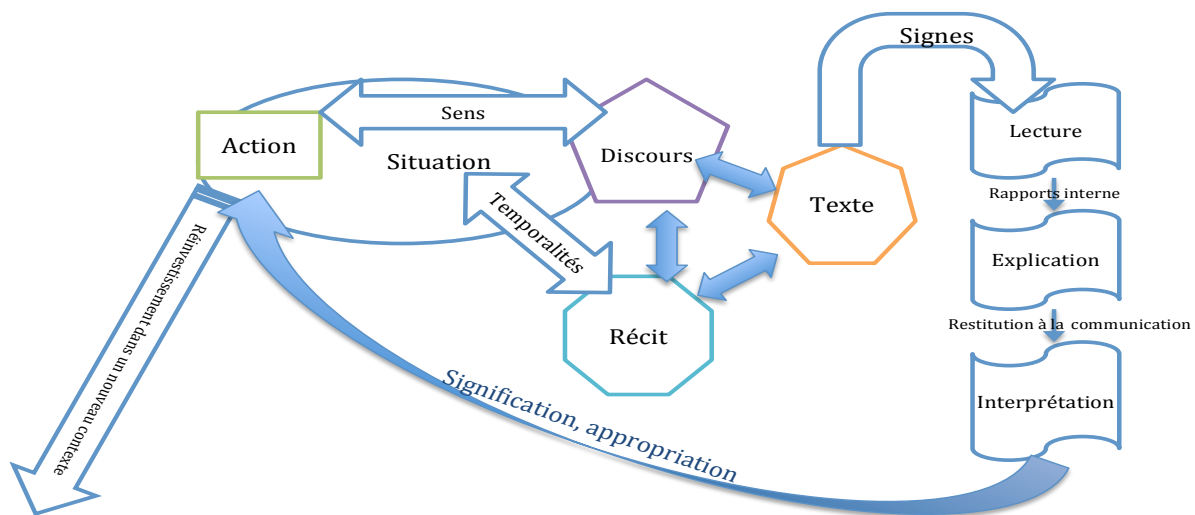 Signes
Action
Sens
Situation
Discours
Lecture
Temporalités
Texte
Rapports interne
Réinvestissement dans un nouveau contexte
Explication
Récit
Restitution à la communication
Signification, appropriation
Interprétation